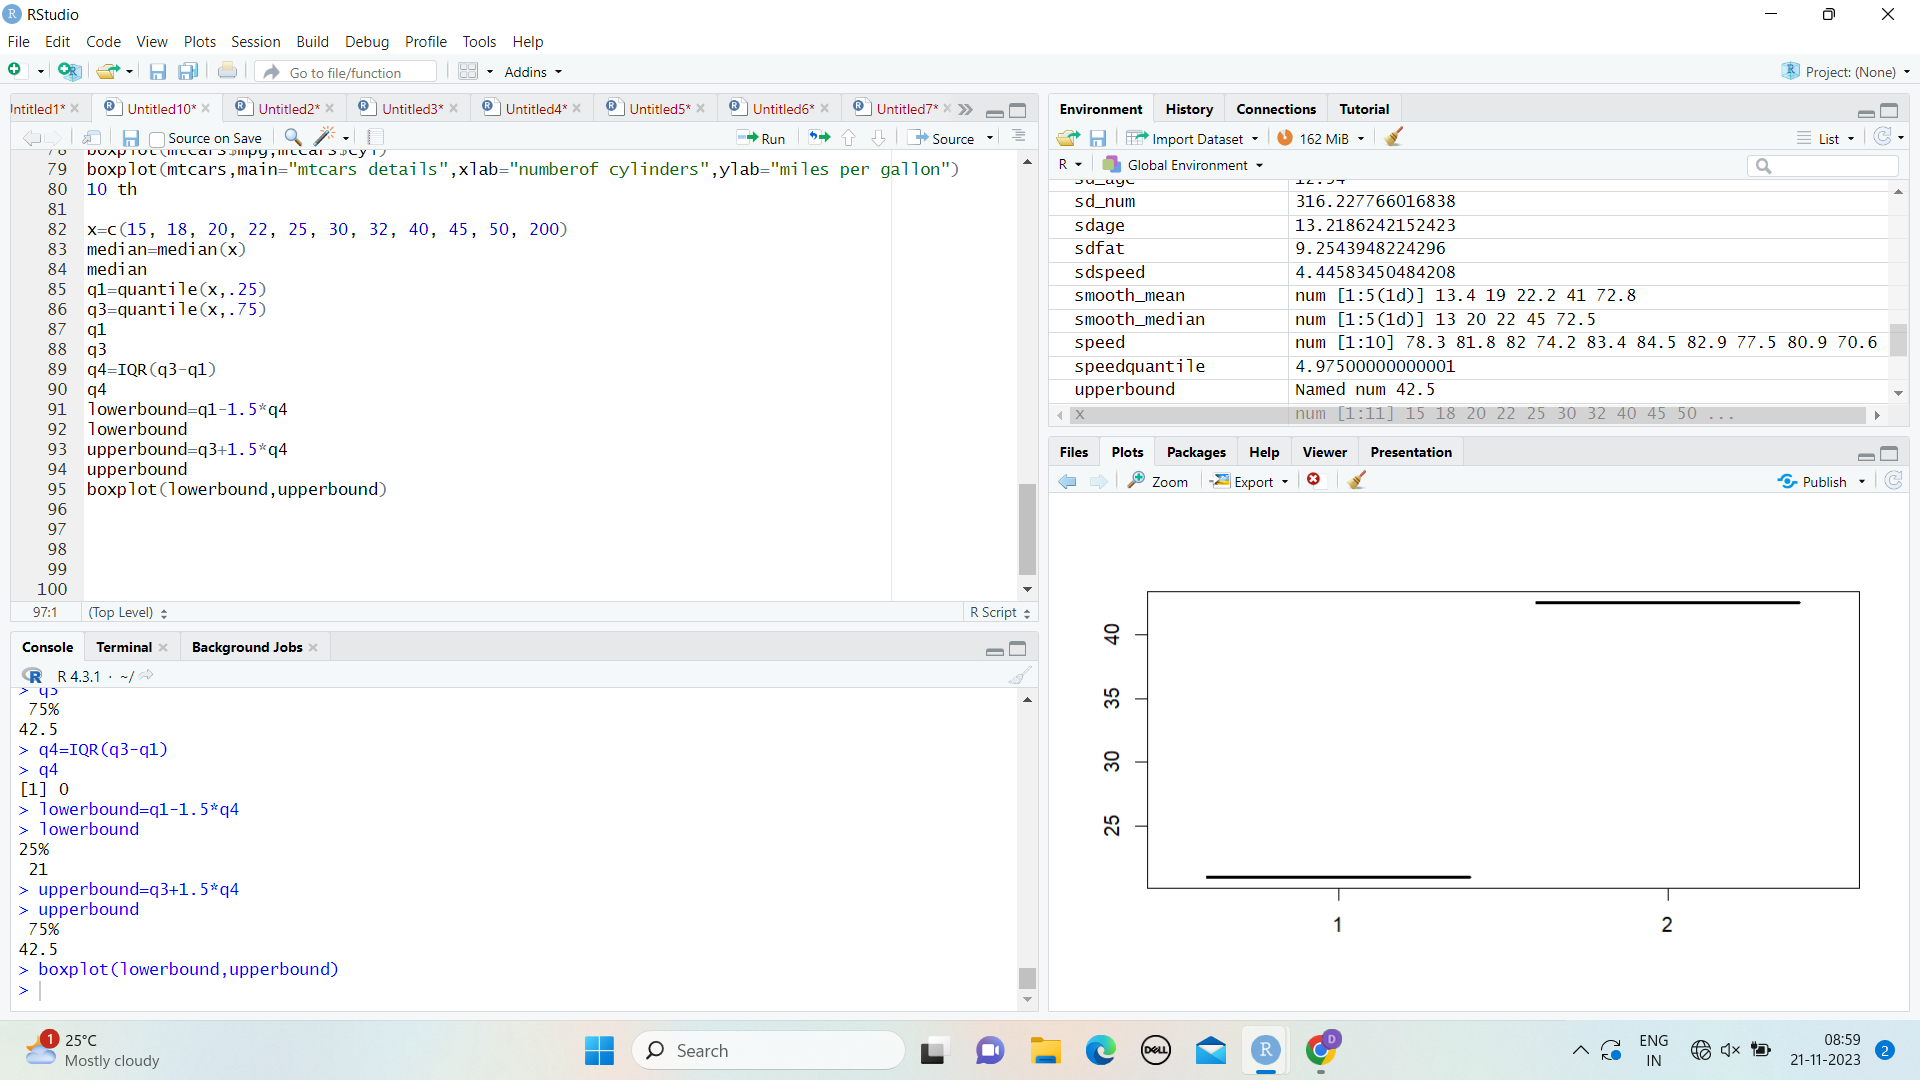 RStudio
File Edit Code View Plots Session Build Debug Profile Tools Help
Go to file/function Addins Project: (None)
ntitled1* Untitled10* Untitled2* Untitled3* Untitled4* Untitled5* Untitled6* Untitled7*
Source on Save Run Source
78 boxplot(mtcars$mpg,mtcars$cyl)
79 boxplot(mtcars,main="mtcars details",xlab="numberof cylinders",ylab="miles per gallon")
80 10 th
81
82 x=c(15, 18, 20, 22, 25, 30, 32, 40, 45, 50, 200)
83 median=median(x)
84 median
85 q1=quantile(x,.25)
86 q3=quantile(x,.75)
87 q1
88 q3
89 q4=IQR(q3-q1)
90 q4
91 lowerbound=q1-1.5*q4
92 lowerbound
93 upperbound=q3+1.5*q4
94 upperbound
95 boxplot(lowerbound,upperbound)
96
97
98
99
100
97:1 (Top Level) R Script
Console Terminal Background Jobs
R 4.3.1 · ~/
> q3
75%
42.5
> q4=IQR(q3-q1)
> q4
[1] 0
> lowerbound=q1-1.5*q4
> lowerbound
25%
21
> upperbound=q3+1.5*q4
> upperbound
75%
42.5
> boxplot(lowerbound,upperbound)
>
Environment History Connections Tutorial
Import Dataset 162 MiB List
R Global Environment
sd_age 12.94
sd_num 316.227766016838
sdage 13.2186242152423
sdfat 9.2543948224296
sdspeed 4.44583450484208
smooth_mean num [1:5(1d)] 13.4 19 22.2 41 72.8
smooth_median num [1:5(1d)] 13 20 22 45 72.5
speed num [1:10] 78.3 81.8 82 74.2 83.4 84.5 82.9 77.5 80.9 70.6
speedquantile 4.97500000000001
upperbound Named num 42.5
x num [1:11] 15 18 20 22 25 30 32 40 45 50 ...
Files Plots Packages Help Viewer Presentation
Zoom Export Publish
40
35
30
25
1 2
1 25°C
Mostly cloudy
Search
DELL
R
D
ENG
IN
08:59
21-11-2023
2